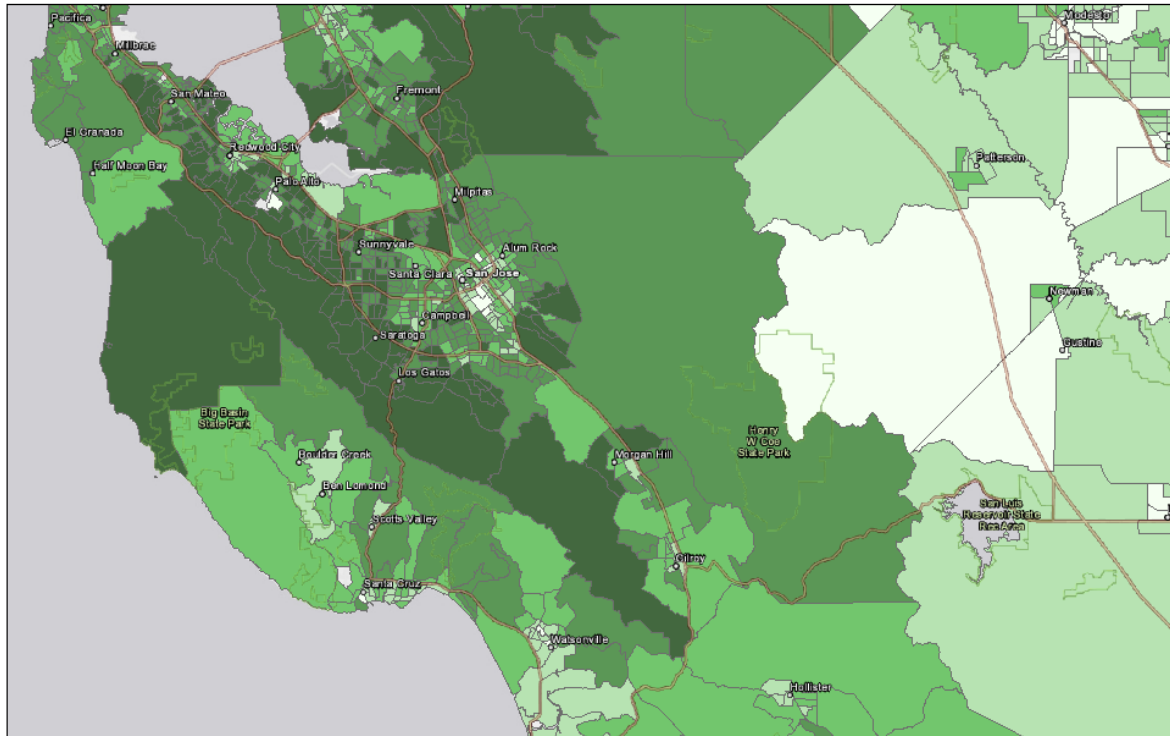 Pacifica
Modesto
Millbrae
San Mateo
Fremont
El Granada
Redwood City
Half Moon Bay
Patterson
Palo Alto
Milpitas
Sunnyvale
Alum Rock
Santa Clara
San Jose
Newman
Campbell
Saratoga
Gustine
Los Gatos
Big Basin
State Park
Henry
W Coe
State Park
Boulder Creek
Morgan Hill
Ben Lomond
San Luis
Reservoir State
Rec Area
Scotts Valley
Gilroy
Santa Cruz
Watsonville
Hollister